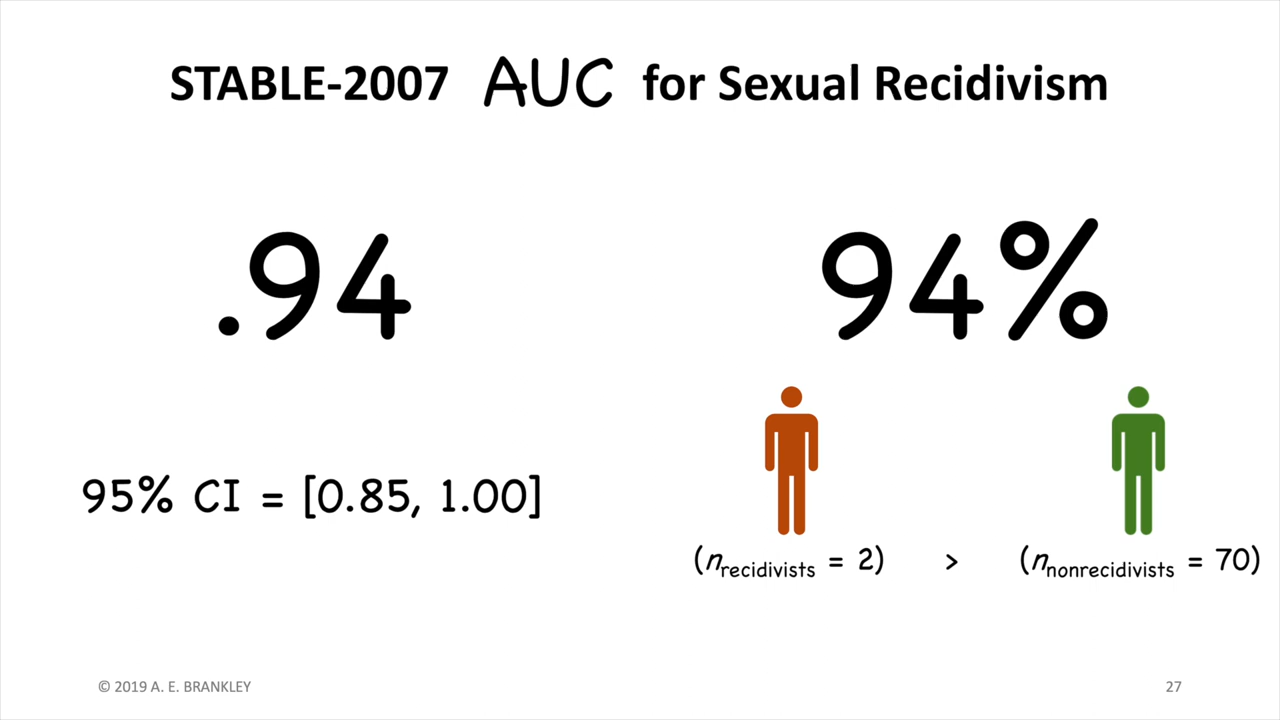 STABLE-2007 AUC for Sexual Recidivism
.94
94%
95% CI = [0.85, 1.00]
(nrecidivists = 2) > (nnonrecidivists = 70)
© 2019 A. E. BRANKLEY
27